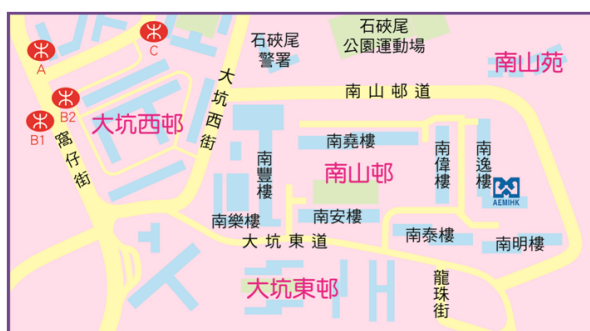 石硤尾
警署
石硤尾
公園運動場
南山苑
A
C
B2
B1
大坑西邨
大坑西街
窩仔街
南山邨道
南堯樓
南豐樓
南山邨
南偉樓
南逸樓
AEMIHK
南樂樓
南安樓
大坑東道
南泰樓
南明樓
大坑東邨
龍珠街